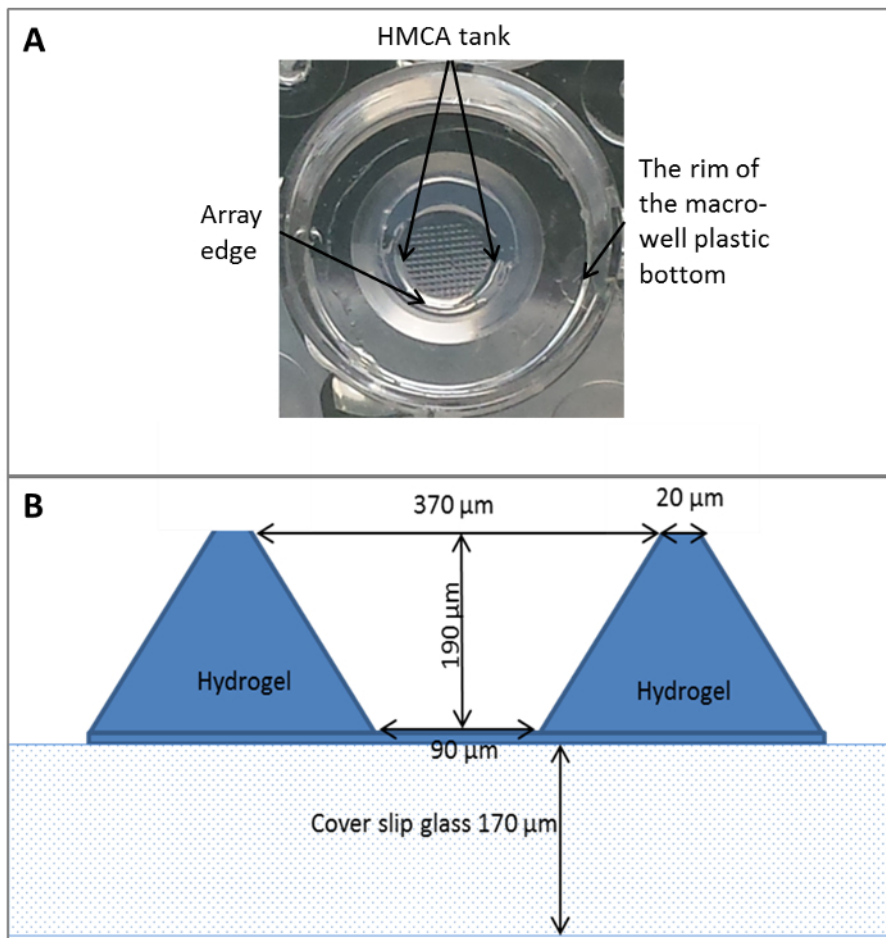 A
HMCA tank
Array
edge
The rim of
the macro-
well plastic
bottom
B
370 µm
20 µm
190 µm
Hydrogel
Hydrogel
90 µm
Cover slip glass 170 µm